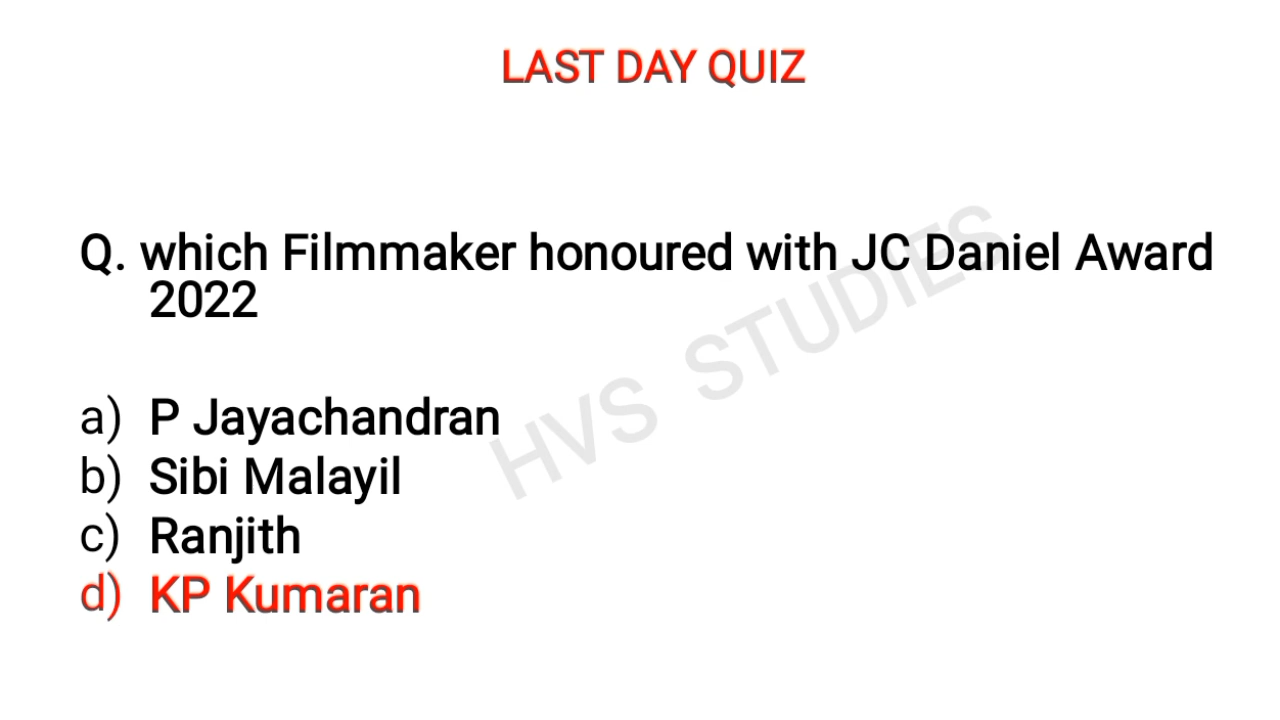 LAST DAY QUIZ
Q. which Filmmaker honoured with JC Daniel Award
2022
HVS STUDIES
a) P Jayachandran
b) Sibi Malayil
c) Ranjith
d) KP Kumaran